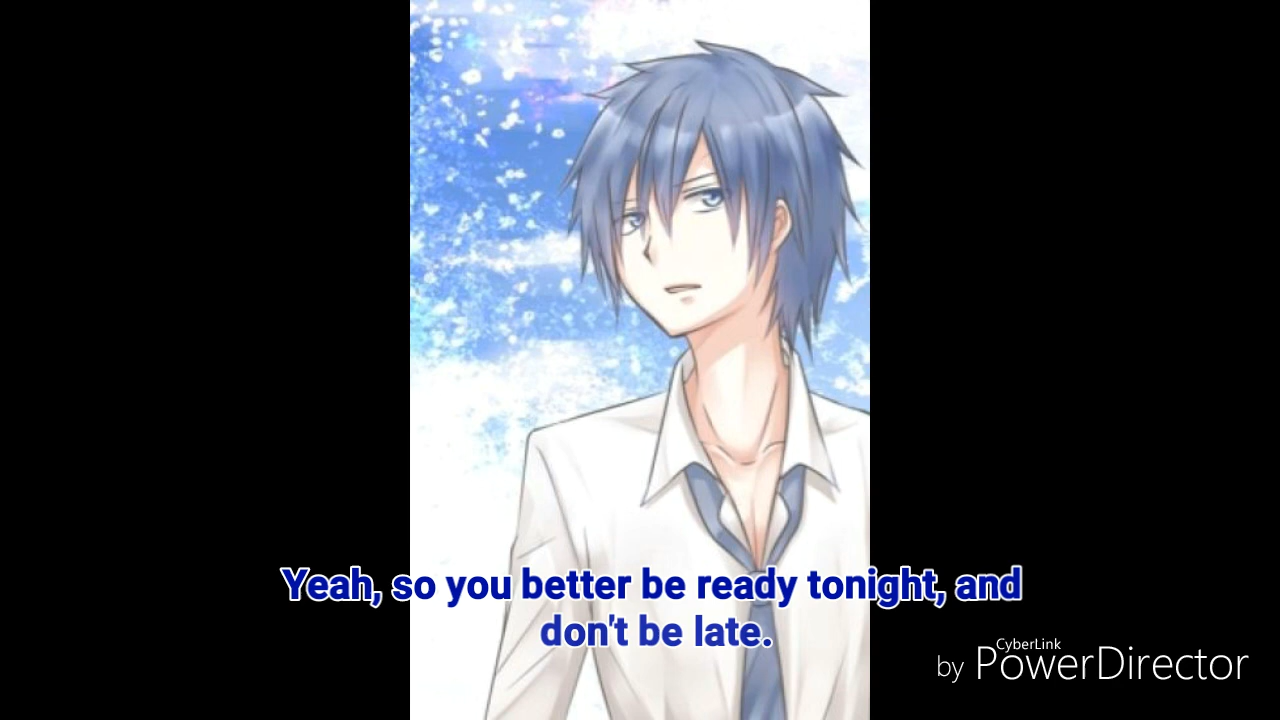 Yeah, so you better be ready tonight, and
don't be late.
CyberLink
by PowerDirector